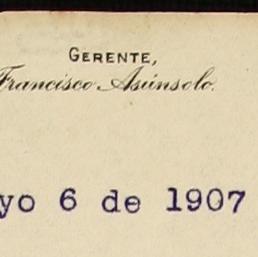 GERENTE,
Francisco Asúnsolo.
yo 6 de 1907